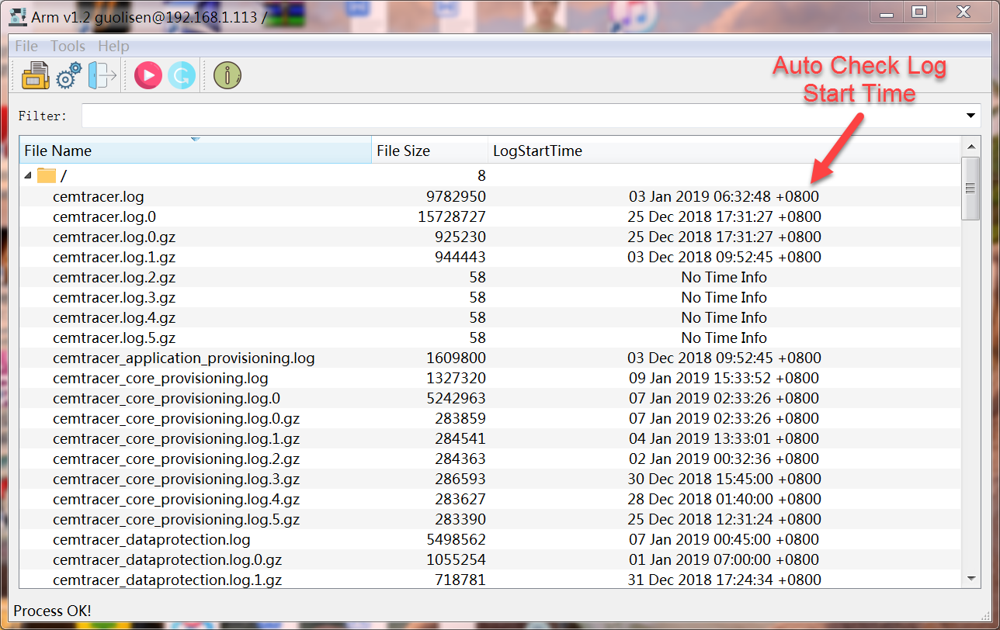 Arm v1.2 guolisen@192.168.1.113 /
File Tools Help
Auto Check Log
Start Time
Filter:
File Name File Size LogStartTime
/ 8
cemtracer.log 9782950 03 Jan 2019 06:32:48 +0800
cemtracer.log.0 15728727 25 Dec 2018 17:31:27 +0800
cemtracer.log.0.gz 925230 25 Dec 2018 17:31:27 +0800
cemtracer.log.1.gz 944443 03 Dec 2018 09:52:45 +0800
cemtracer.log.2.gz 58 No Time Info
cemtracer.log.3.gz 58 No Time Info
cemtracer.log.4.gz 58 No Time Info
cemtracer.log.5.gz 58 No Time Info
cemtracer_application_provisioning.log 1609800 03 Dec 2018 09:52:45 +0800
cemtracer_core_provisioning.log 1327320 09 Jan 2019 15:33:52 +0800
cemtracer_core_provisioning.log.0 5242963 07 Jan 2019 02:33:26 +0800
cemtracer_core_provisioning.log.0.gz 283859 07 Jan 2019 02:33:26 +0800
cemtracer_core_provisioning.log.1.gz 284541 04 Jan 2019 13:33:01 +0800
cemtracer_core_provisioning.log.2.gz 284363 02 Jan 2019 00:32:36 +0800
cemtracer_core_provisioning.log.3.gz 286593 30 Dec 2018 15:45:00 +0800
cemtracer_core_provisioning.log.4.gz 283627 28 Dec 2018 01:40:00 +0800
cemtracer_core_provisioning.log.5.gz 283390 25 Dec 2018 12:31:24 +0800
cemtracer_dataprotection.log 5498562 07 Jan 2019 00:45:00 +0800
cemtracer_dataprotection.log.0.gz 1055254 01 Jan 2019 07:00:00 +0800
cemtracer_dataprotection.log.1.gz 718781 31 Dec 2018 17:24:34 +0800
Process OK!